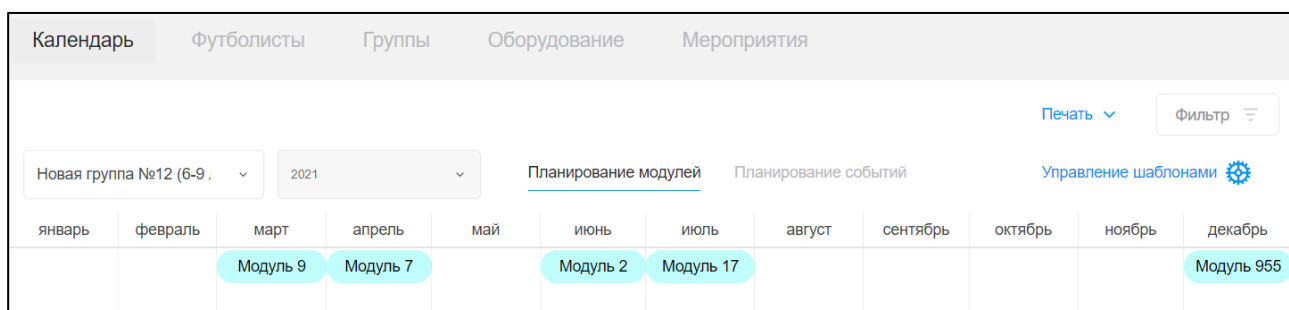 Календарь Футболисты Группы Оборудование Мероприятия
Печать Фильтр
Новая группа №12 (6-9 2021 Планирование модулей Планирование событий Управление шаблонами
январь февраль март апрель май июнь июль август сентябрь октябрь ноябрь декабрь
Модуль 9 Модуль 7 Модуль 2 Модуль 17 Модуль 955